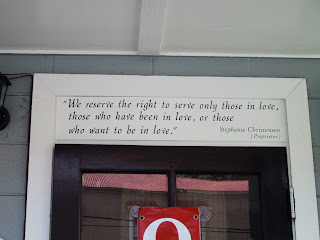 "We reserve the right to serve only those in love,
those who have been in love, or those
who want to be in love."
Stephanie Christensen
(Proprietor)